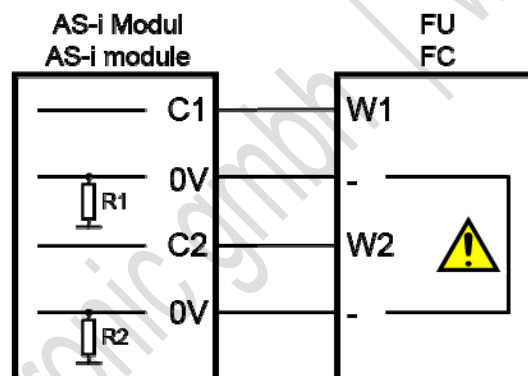 AS-i Modul
AS-i module
FU
FC
C1
W1
0V
-
R1
C2
W2
0V
-
R2